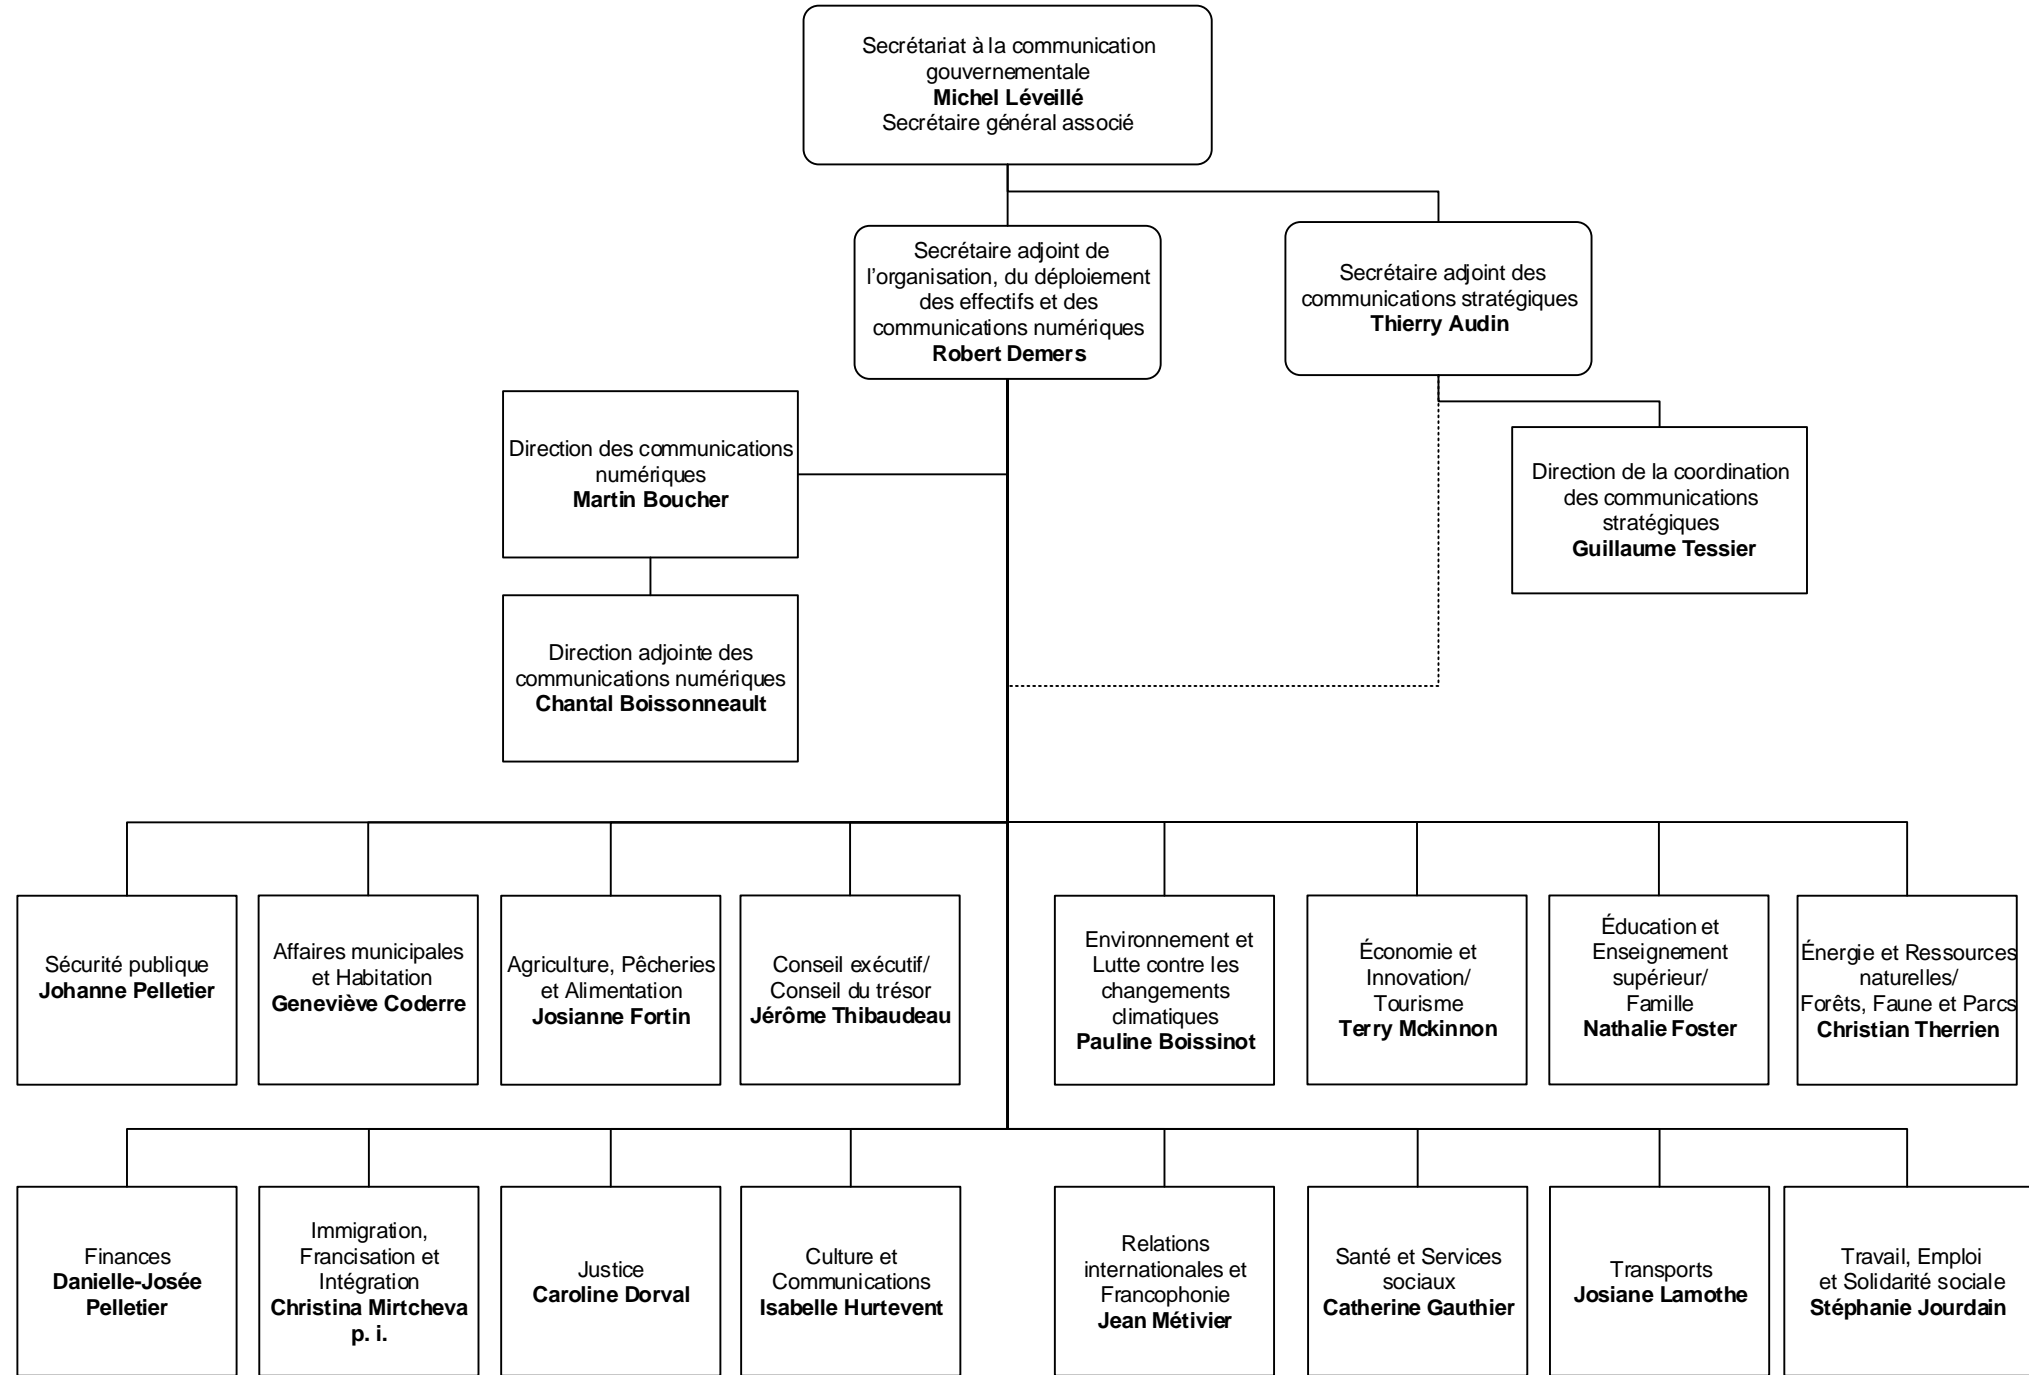 Secrétariat à la communication
gouvernementale
Michel Léveillé
Secrétaire général associé
Secrétaire adjoint de
l’organisation, du déploiement
des effectifs et des
communications numériques
Robert Demers
Secrétaire adjoint des
communications stratégiques
Thierry Audin
Direction des communications
numériques
Martin Boucher
Direction de la coordination
des communications
stratégiques
Guillaume Tessier
Direction adjointe des
communications numériques
Chantal Boissonneault
Sécurité publique
Johanne Pelletier
Affaires municipales
et Habitation
Geneviève Coderre
Agriculture, Pêcheries
et Alimentation
Josianne Fortin
Conseil exécutif/
Conseil du trésor
Jérôme Thibaudeau
Environnement et
Lutte contre les
changements
climatiques
Pauline Boissinot
Économie et
Innovation/
Tourisme
Terry Mckinnon
Éducation et
Enseignement
supérieur/
Famille
Nathalie Foster
Énergie et Ressources
naturelles/
Forêts, Faune et Parcs
Christian Therrien
Finances
Danielle-Josée
Pelletier
Immigration,
Francisation et
Intégration
Christina Mirtcheva
p. i.
Justice
Caroline Dorval
Culture et
Communications
Isabelle Hurtevent
Relations
internationales et
Francophonie
Jean Métivier
Santé et Services
sociaux
Catherine Gauthier
Transports
Josiane Lamothe
Travail, Emploi
et Solidarité sociale
Stéphanie Jourdain